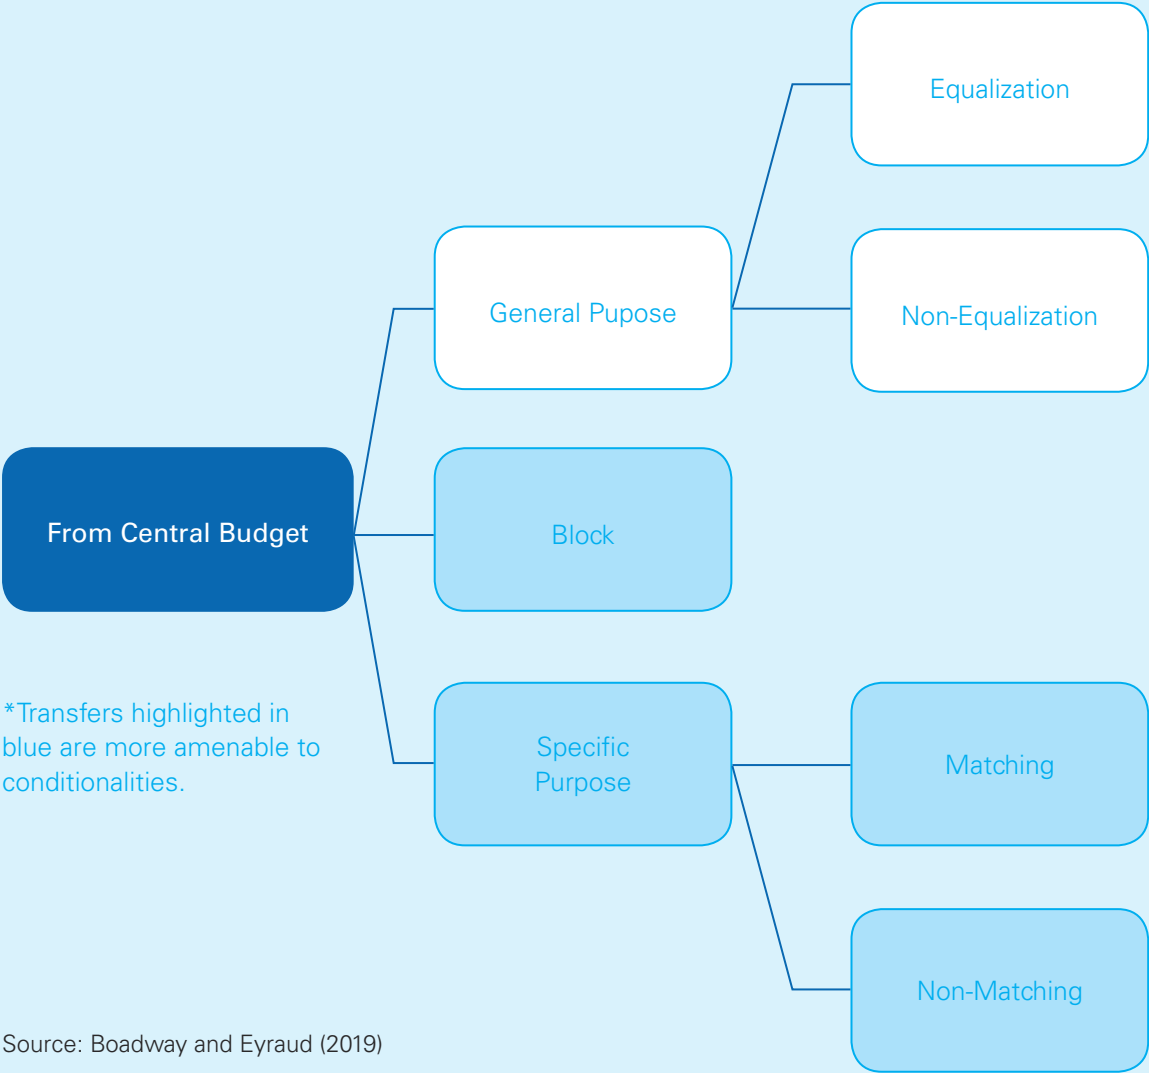 Equalization
General Pupose
Non-Equalization
From Central Budget
Block
*Transfers highlighted in
blue are more amenable to
conditionalities.
Specific
Purpose
Matching
Non-Matching
Source: Boadway and Eyraud (2019)